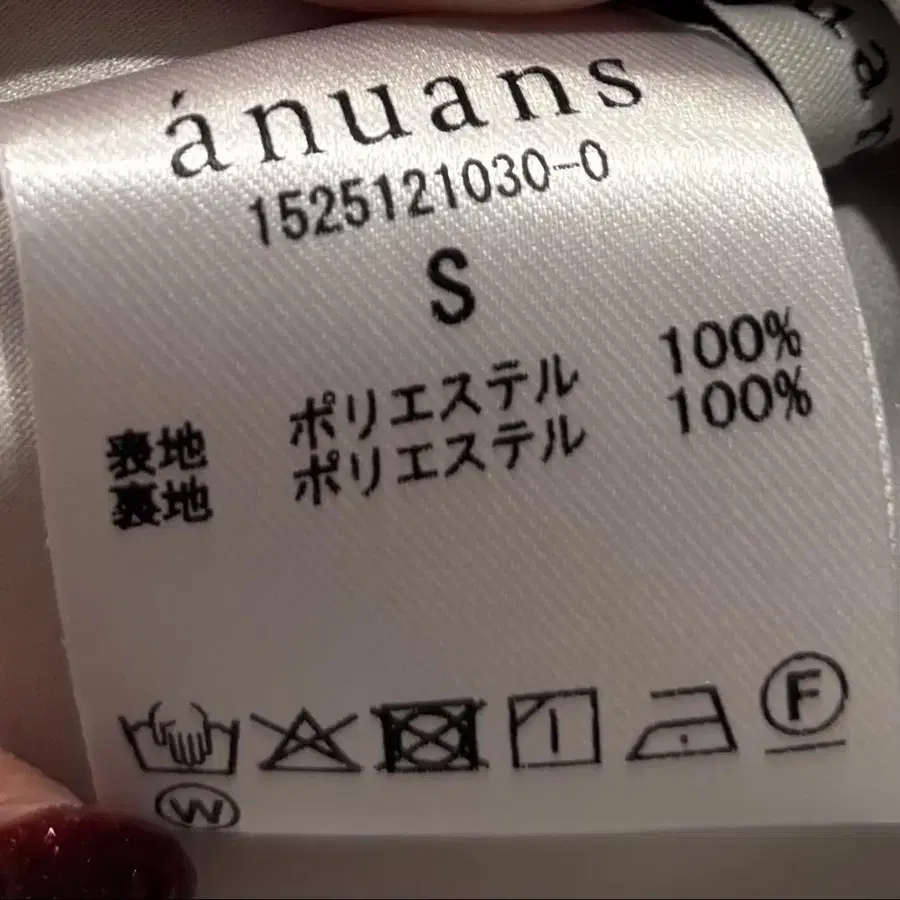 ánuans
1525121030-0
S
表地 ポリエステル 100%
裏地 ポリエステル 100%
F
W